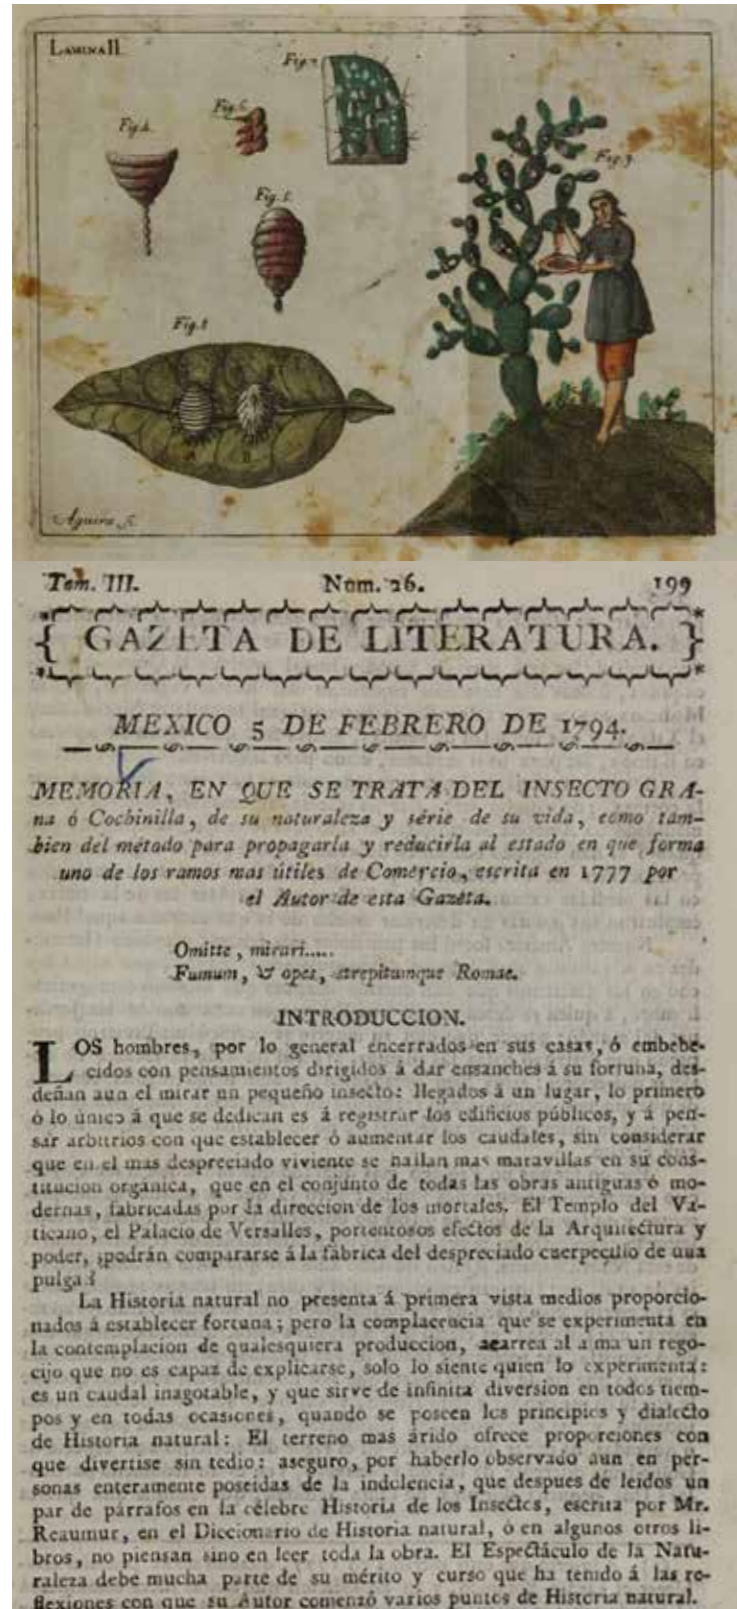 LAMINA II.
Fig. 7
Fig. 6.
Fig. 4.
Fig. 9
Fig. 5.
Fig. 8
Aguera fc.
Tom. III. Num. 26. 199
{ GAZETA DE LITERATURA. }
MEXICO 5 DE FEBRERO DE 1794.
MEMORIA, EN QUE SE TRATA DEL INSECTO GRA-
na ó Cochinilla, de su naturaleza y série de su vida, como tam-
bien del método para propagarla y reducirla al estado en que forma
uno de los ramos mas útiles de Comercio, escrita en 1777 por
el Autor de esta Gazeta.
Omitte, mirari.....
Fumum, & opes, strepitumque Romae.
INTRODUCCION.
LOS hombres, por lo general encerrados en sus casas, ó embebe-
cidos con pensamientos dirigidos á dar ensanches á su fortuna, des-
deñan aun el mirar un pequeño insecto: llegados á un lugar, lo primero
ó lo único á que se dedican es á registrar los edificios públicos, y á pen-
sar arbitrios con que establecer ó aumentar los caudales, sin considerar
que en el mas despreciado viviente se hallan mas maravillas en su cons-
titucion orgánica, que en el conjunto de todas las obras antiguas ó mo-
dernas, fabricadas por la direccion de los mortales. El Templo del Va-
ticano, el Palacio de Versalles, portentosos efectos de la Arquitectura y
poder, ¿podrán compararse á la fábrica del despreciado cuerpecillo de una
pulga?
La Historia natural no presenta á primera vista medios proporcio-
nados á establecer fortuna; pero la complacencia que se experimenta en
la contemplacion de qualesquiera produccion, acarrea al alma un rego-
cijo que no es capaz de explicarse, solo lo siente quien lo experimenta:
es un caudal inagotable, y que sirve de infinita diversion en todos tiem-
pos y en todas ocasiones, quando se poseen los principios y dialecto
de Historia natural: El terreno mas árido ofrece proporciones con
que divertise sin tedio: aseguro, por haberlo observado aun en per-
sonas enteramente poseidas de la indolencia, que despues de leidos un
par de párrafos en la célebre Historia de los Insectos, escrita por Mr.
Reaumur, en el Diccionario de Historia natural, ó en algunos otros li-
bros, no piensan sino en leer toda la obra. El Espectáculo de la Natu-
raleza debe mucha parte de su mérito y curso que ha tenido á las re-
flexiones con que su Autor comenzó varios puntos de Historia natural.